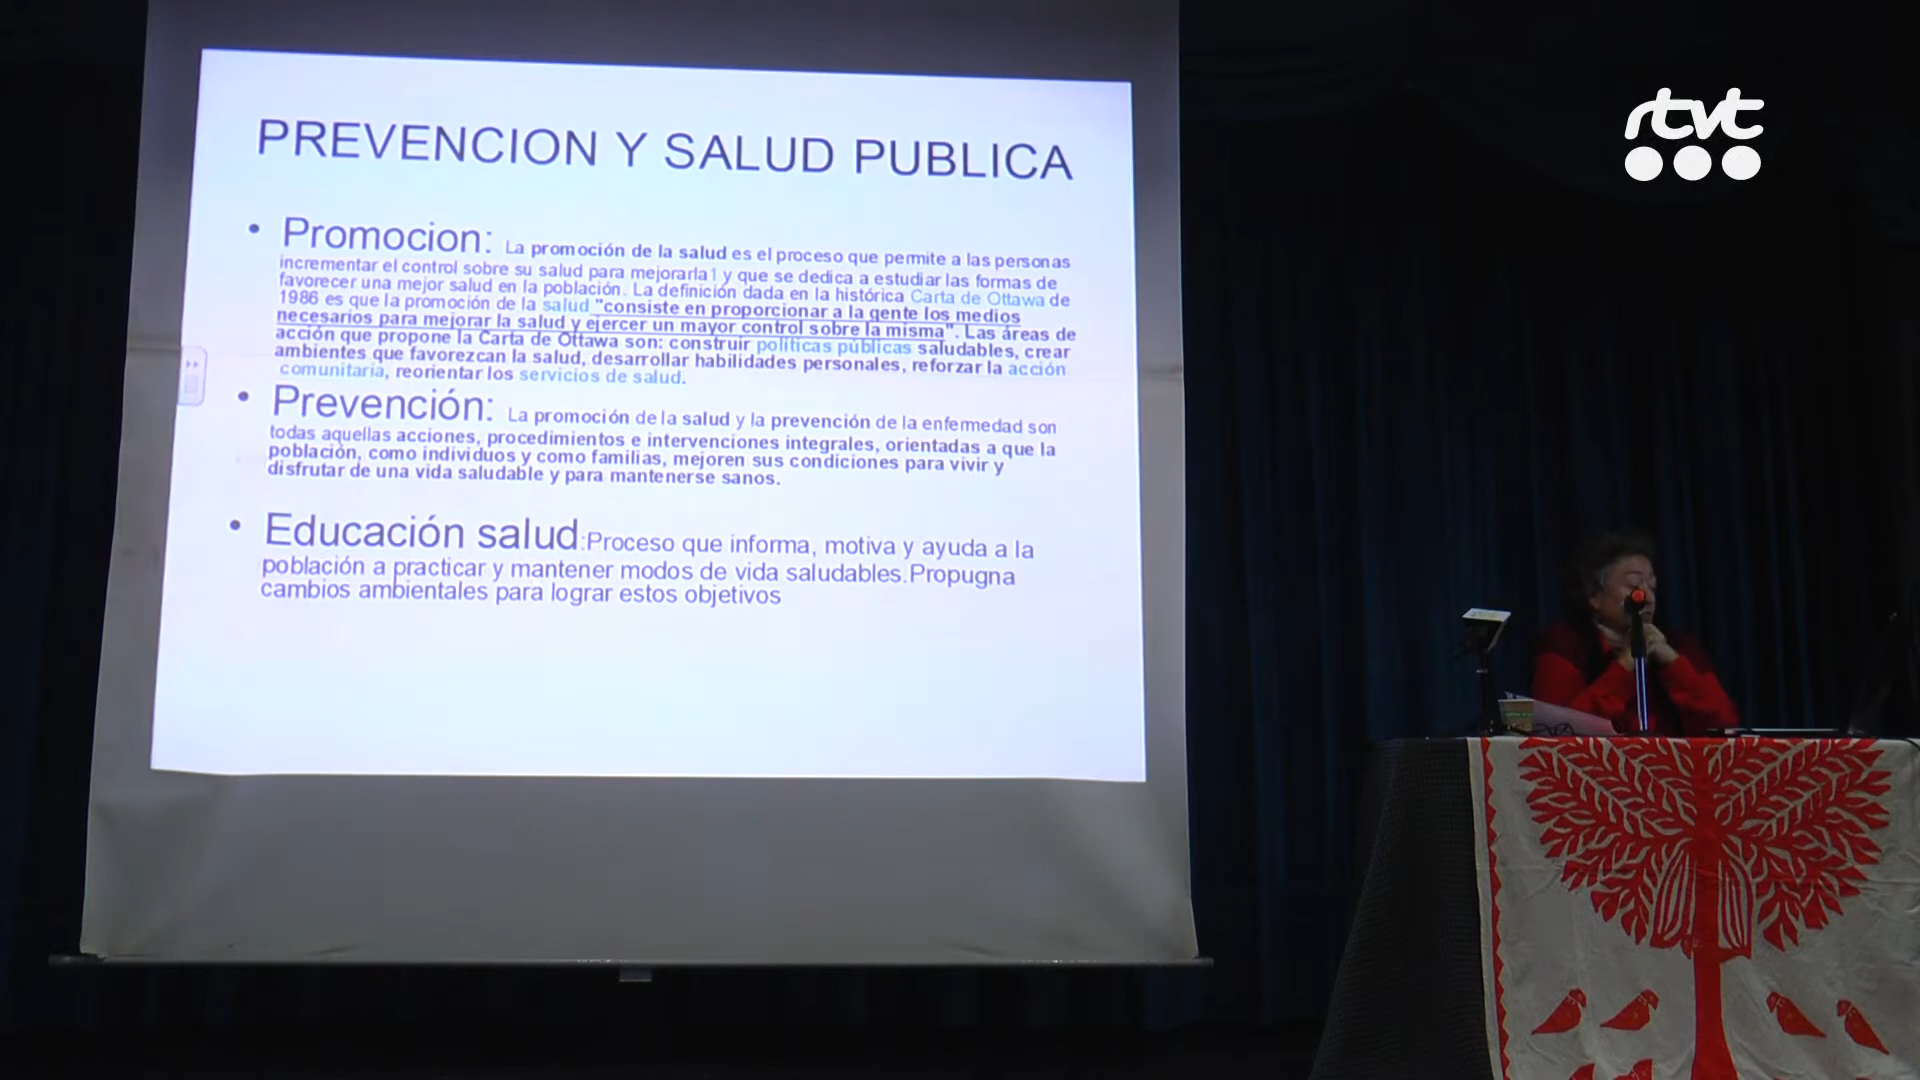 rtvt
PREVENCION Y SALUD PUBLICA
• Promocion: La promoción de la salud es el proceso que permite a las personas
incrementar el control sobre su salud para mejorarla1 y que se dedica a estudiar las formas de
favorecer una mejor salud en la población. La definición dada en la histórica Carta de Ottawa de
1986 es que la promoción de la salud "consiste en proporcionar a la gente los medios
necesarios para mejorar la salud y ejercer un mayor control sobre la misma". Las áreas de
acción que propone la Carta de Ottawa son: construir políticas públicas saludables, crear
ambientes que favorezcan la salud, desarrollar habilidades personales, reforzar la acción
comunitaria, reorientar los servicios de salud.
• Prevención: La promoción de la salud y la prevención de la enfermedad son
todas aquellas acciones, procedimientos e intervenciones integrales, orientadas a que la
población, como individuos y como familias, mejoren sus condiciones para vivir y
disfrutar de una vida saludable y para mantenerse sanos.
• Educación salud:Proceso que informa, motiva y ayuda a la
población a practicar y mantener modos de vida saludables.Propugna
cambios ambientales para lograr estos objetivos